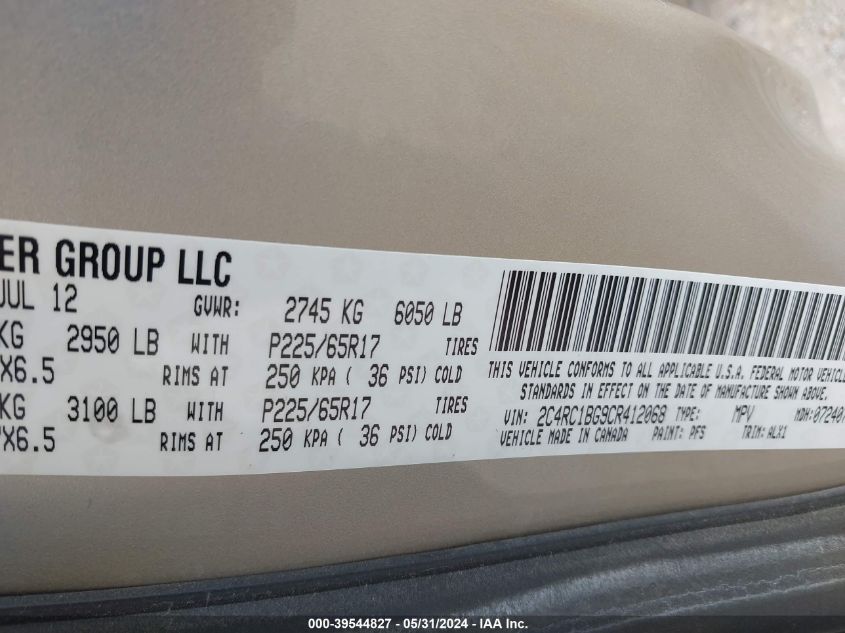 ER GROUP LLC
JUL 12 GVWR: 2745 KG 6050 LB
KG 2950 LB WITH P225/65R17 TIRES
X6.5 RIMS AT 250 KPA ( 36 PSI) COLD
KG 3100 LB WITH P225/65R17 TIRES
X6.5 RIMS AT 250 KPA ( 36 PSI) COLD
THIS VEHICLE CONFORMS TO ALL APPLICABLE U.S.A. FEDERAL MOTOR VEHICLE
STANDARDS IN EFFECT ON THE DATE OF MANUFACTURE SHOWN ABOVE.
VIN: 2C4RC1BG9CR412068 TYPE: MPV MDH: 072407
VEHICLE MADE IN CANADA PAINT: PFS TRIM: ALX1
000-39544827 - 05/31/2024 - IAA Inc.